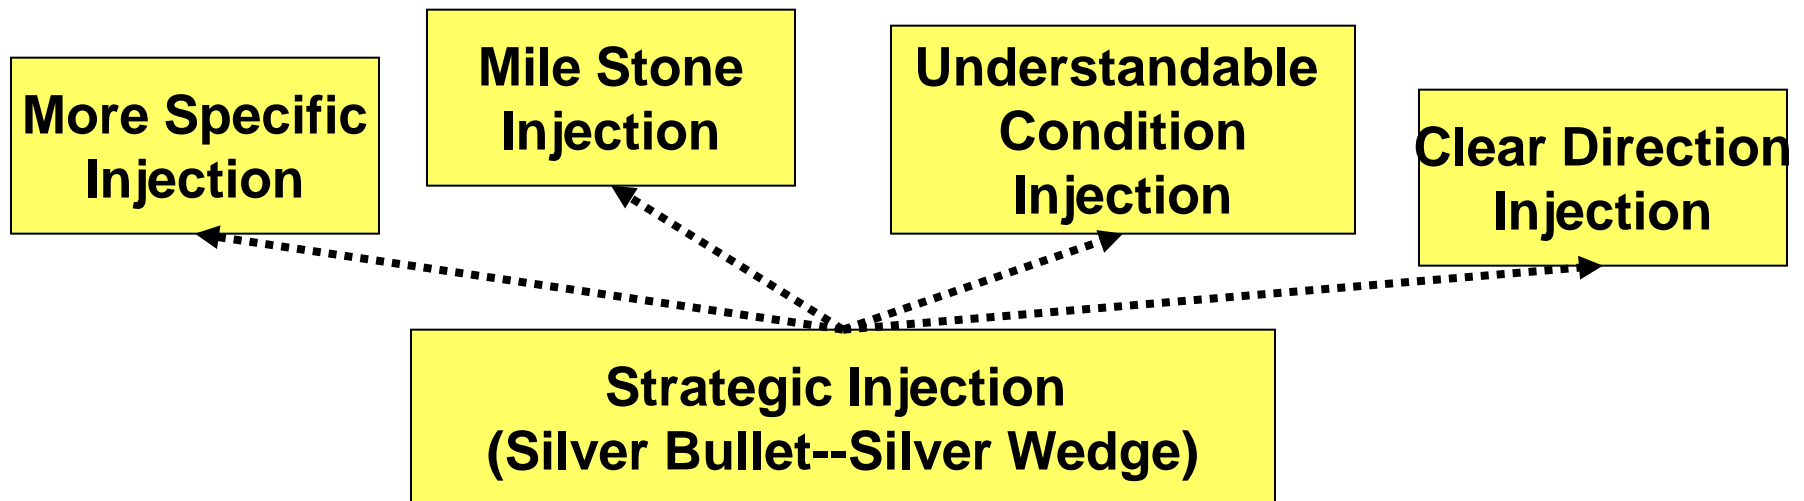 More Specific
Injection
Mile Stone
Injection
Understandable
Condition
Injection
Clear Direction
Injection
Strategic Injection
(Silver Bullet--Silver Wedge)